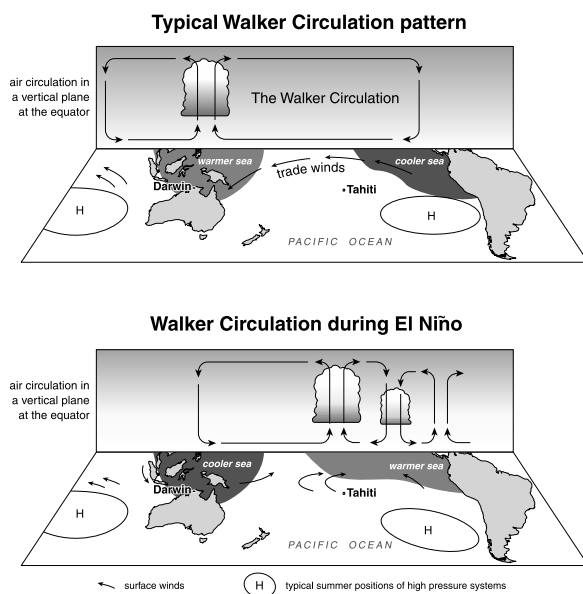 Typical Walker Circulation pattern
air circulation in
a vertical plane
at the equator
The Walker Circulation
warmer sea
cooler sea
trade winds
Darwin
Tahiti
H
H
PACIFIC OCEAN
Walker Circulation during El Niño
air circulation in
a vertical plane
at the equator
cooler sea
warmer sea
Darwin
Tahiti
H
H
PACIFIC OCEAN
surface winds
H
typical summer positions of high pressure systems